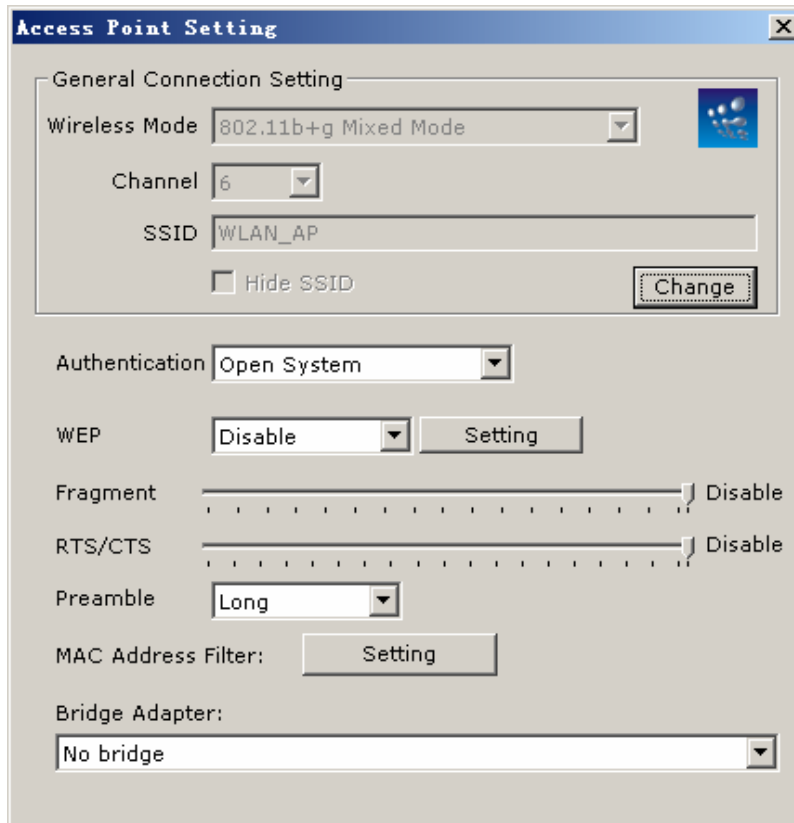 Access Point Setting
General Connection Setting
Wireless Mode 802.11b+g Mixed Mode
Channel 6
SSID WLAN_AP
Hide SSID Change
Authentication Open System
WEP Disable Setting
Fragment Disable
RTS/CTS Disable
Preamble Long
MAC Address Filter: Setting
Bridge Adapter:
No bridge